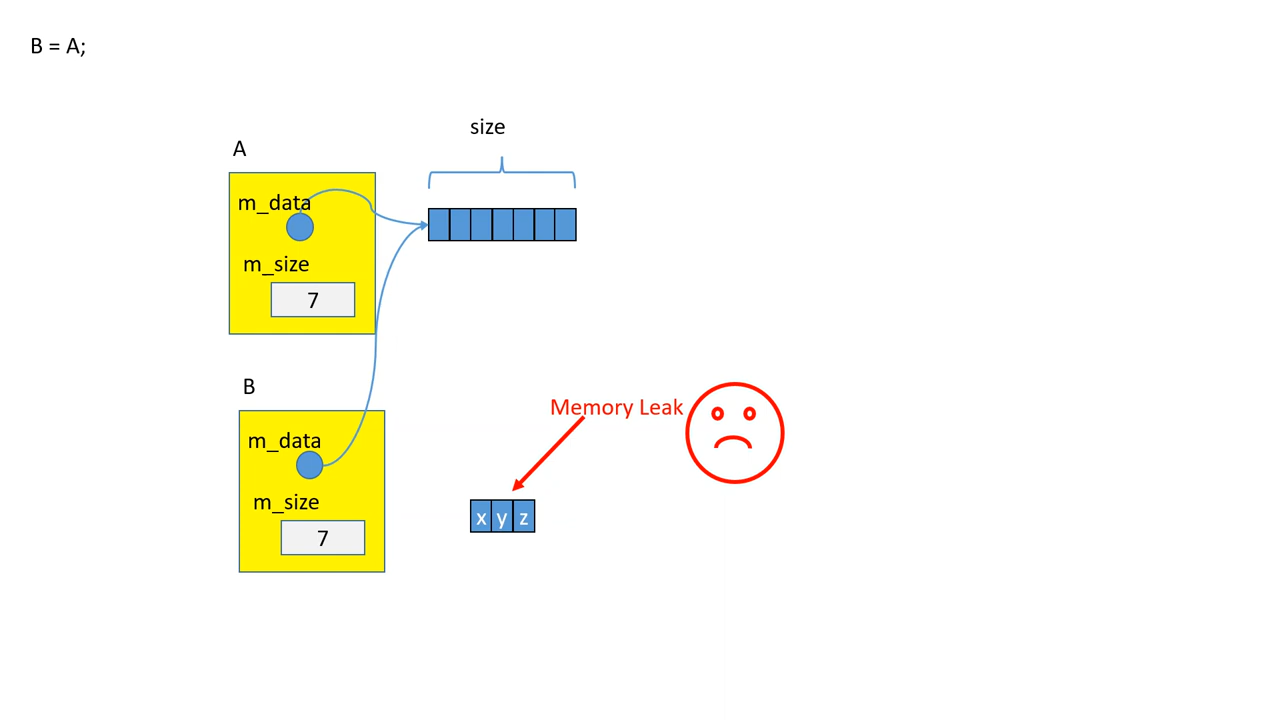 B = A;
size
A
m_data
m_size
7
B
m_data
m_size
7
Memory Leak
x y z